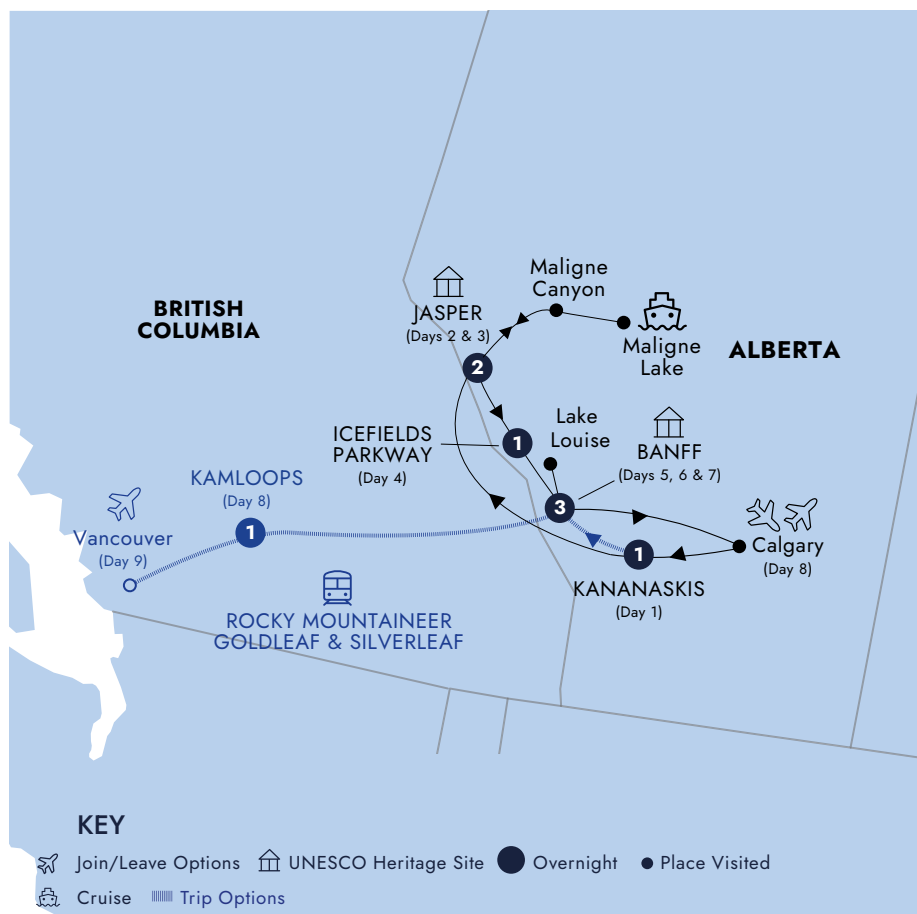 BRITISH
COLUMBIA
Maligne
Canyon
JASPER
(Days 2 & 3)
2
Maligne
Lake
ALBERTA
ICEFIELDS
PARKWAY
(Day 4)
1
Lake
Louise
BANFF
(Days 5, 6 & 7)
3
KAMLOOPS
(Day 8)
1
Vancouver
(Day 9)
Calgary
(Day 8)
1
KANANASKIS
(Day 1)
ROCKY MOUNTAINEER
GOLDLEAF & SILVERLEAF
KEY
Join/Leave Options UNESCO Heritage Site Overnight Place Visited
Cruise Trip Options